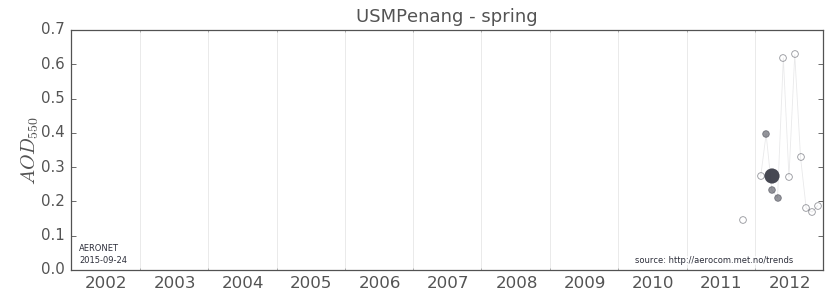 USMPenang - spring
0.7
0.6
0.5
0.4
0.3
0.2
0.1
0.0
AOD550
AERONET
2015-09-24
source: http://aerocom.met.no/trends
2002 2003 2004 2005 2006 2007 2008 2009 2010 2011 2012